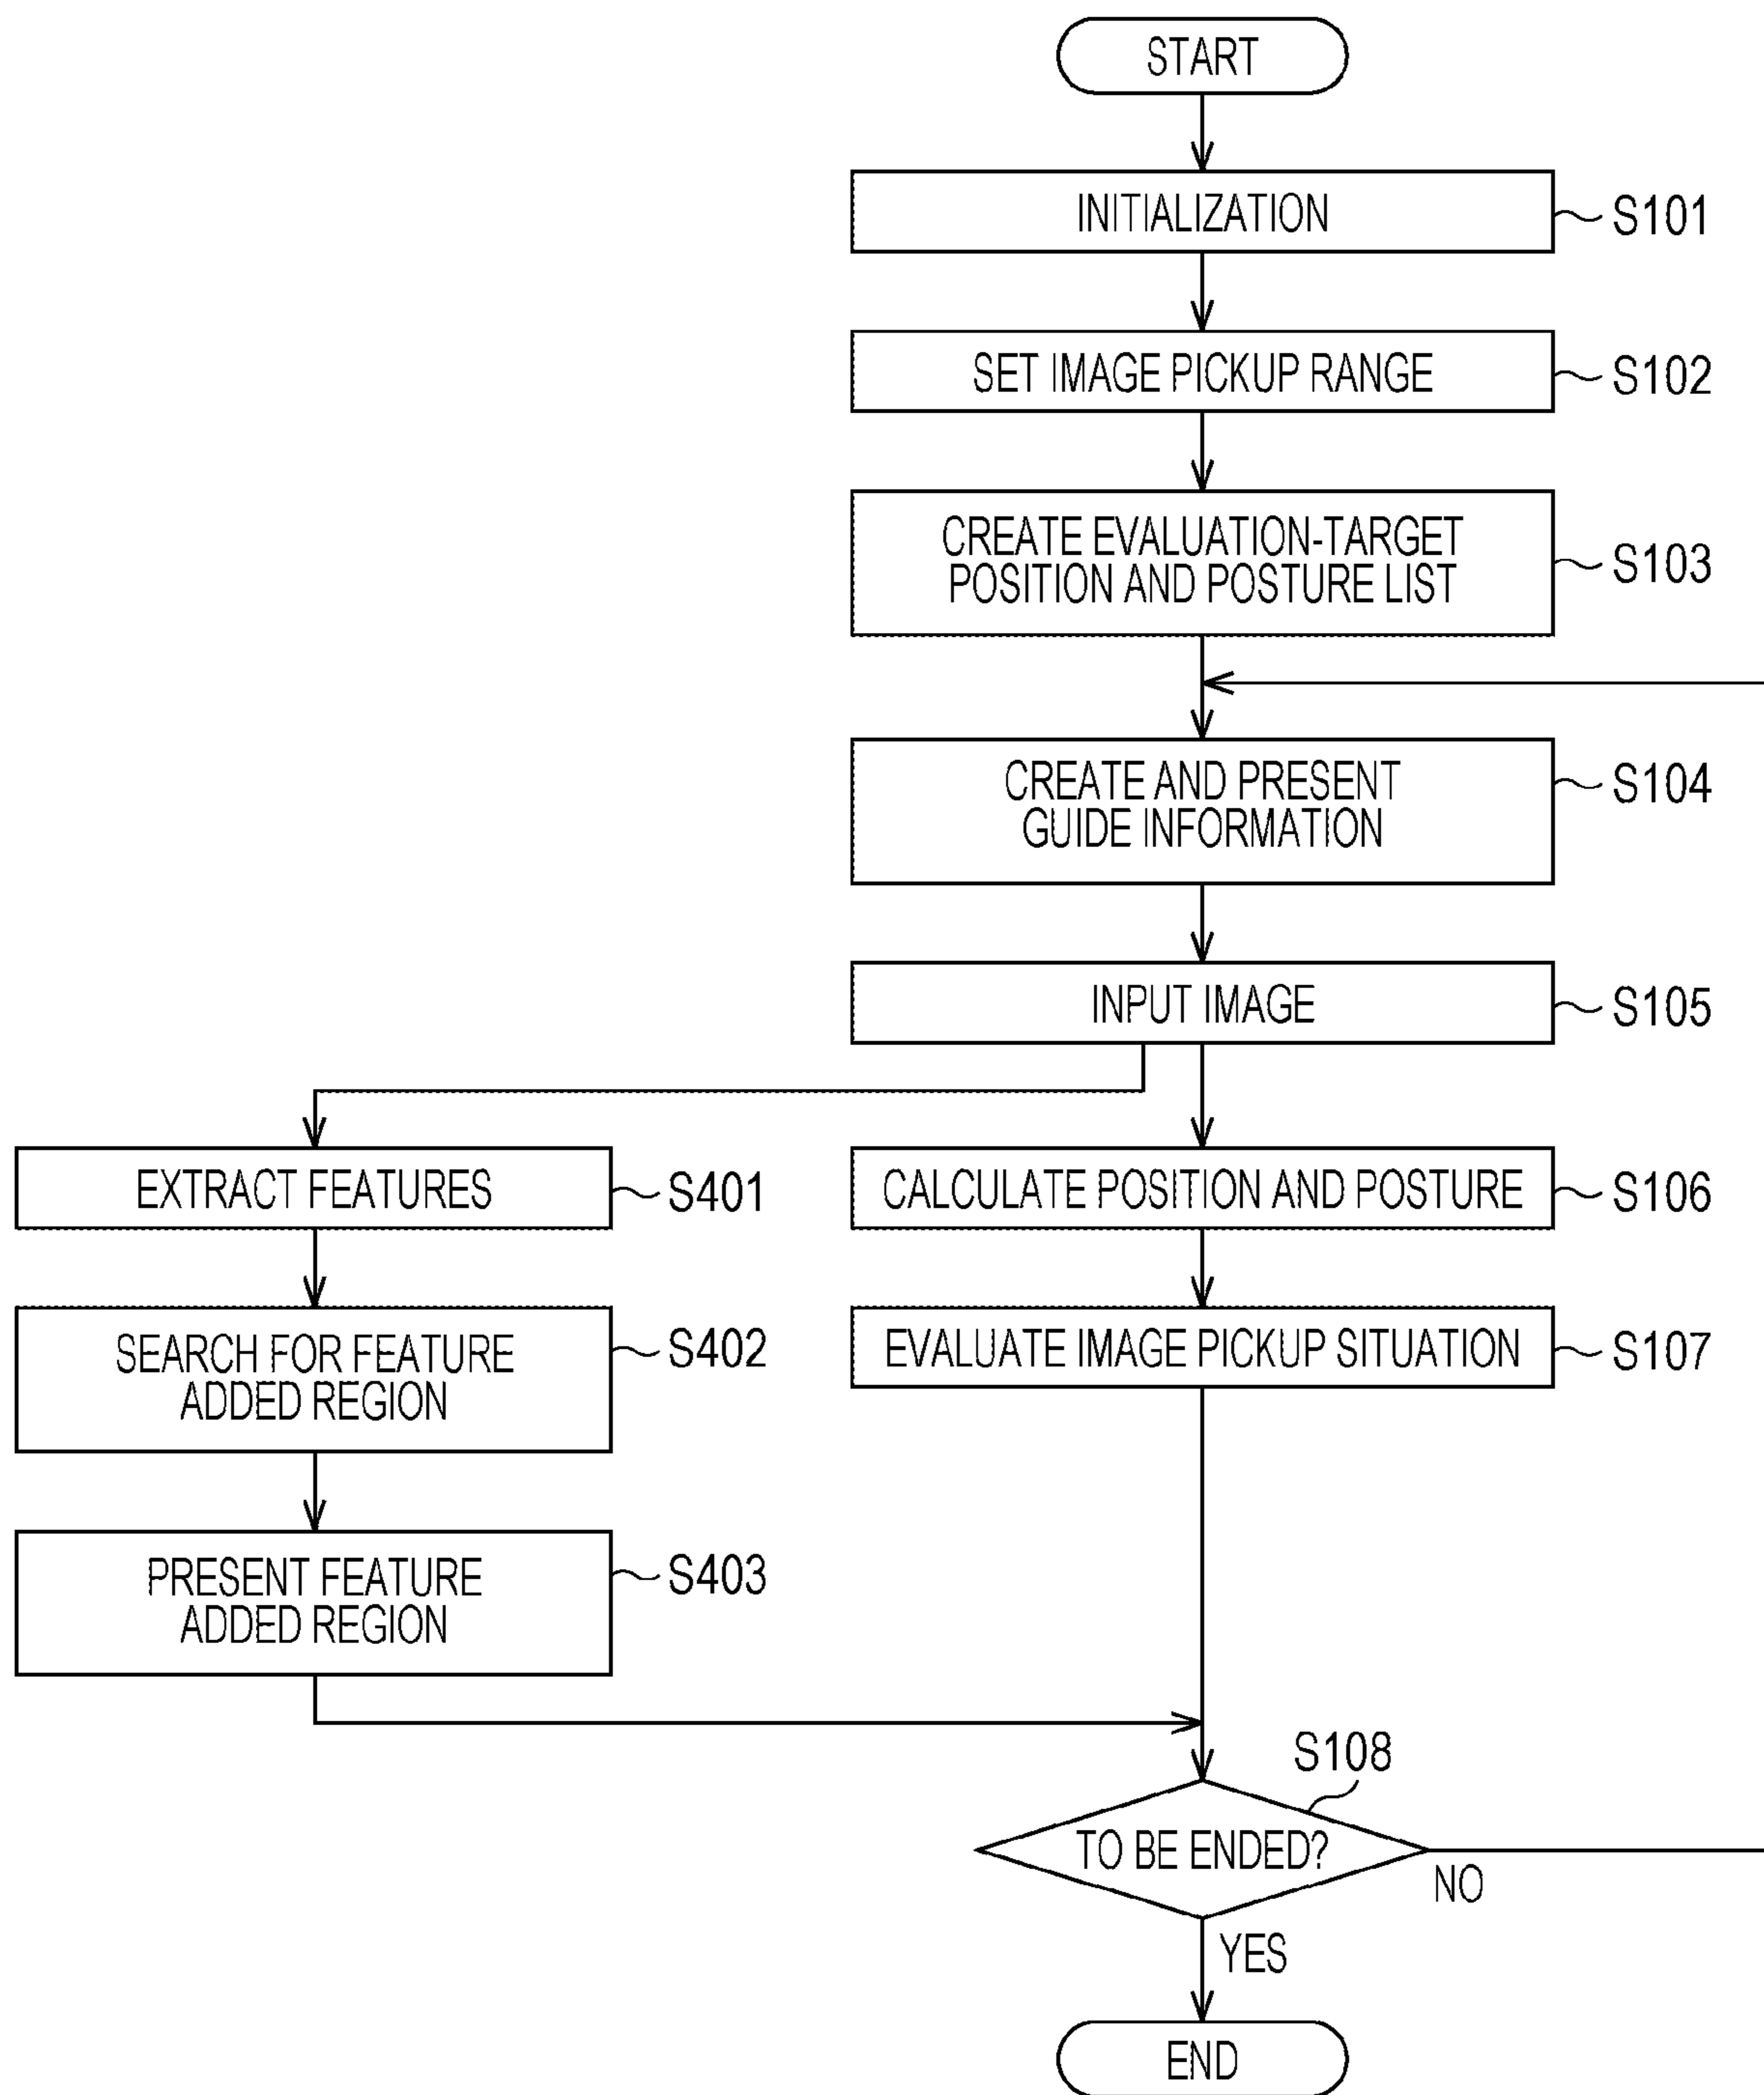 START
INITIALIZATION
S101
SET IMAGE PICKUP RANGE
S102
CREATE EVALUATION-TARGET
POSITION AND POSTURE LIST
S103
CREATE AND PRESENT
GUIDE INFORMATION
S104
INPUT IMAGE
S105
EXTRACT FEATURES
S401
CALCULATE POSITION AND POSTURE
S106
SEARCH FOR FEATURE
ADDED REGION
S402
EVALUATE IMAGE PICKUP SITUATION
S107
PRESENT FEATURE
ADDED REGION
S403
S108
TO BE ENDED?
NO
YES
END